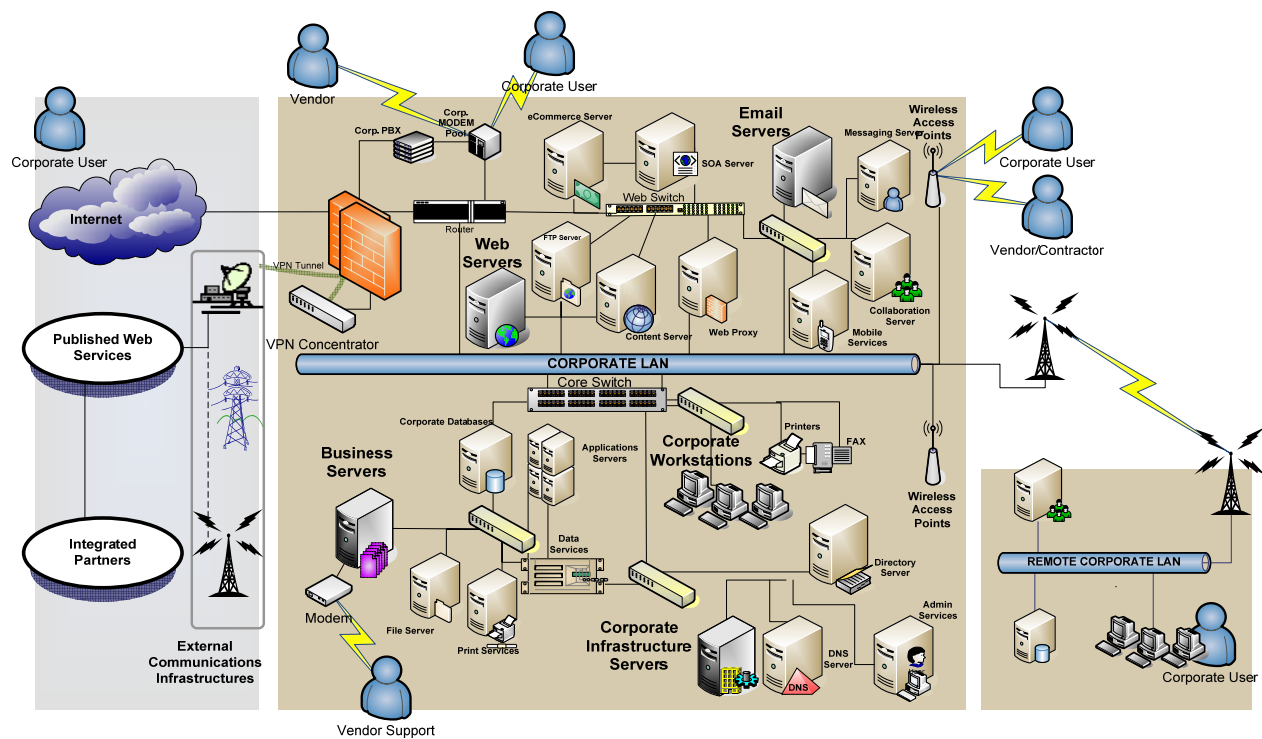 Vendor
Corporate User
Corporate User
Internet
Corp. PBX
Corp.
MODEM
Pool
eCommerce Server
SOA Server
Email
Servers
Messaging Server
Wireless
Access
Points
Corporate User
Vendor/Contractor
Web Switch
Router
VPN Tunnel
Web
Servers
FTP Server
Content Server
Web Proxy
Mobile
Services
Collaboration
Server
VPN Concentrator
Published Web
Services
CORPORATE LAN
Core Switch
Corporate Databases
Applications
Servers
Corporate
Workstations
Printers
FAX
Business
Servers
Wireless
Access
Points
Integrated
Partners
Data
Services
Directory
Server
REMOTE CORPORATE LAN
Modem
File Server
Print Services
Corporate
Infrastructure
Servers
DNS
Server
DNS
Admin
Services
External
Communications
Infrastructures
Corporate User
Vendor Support